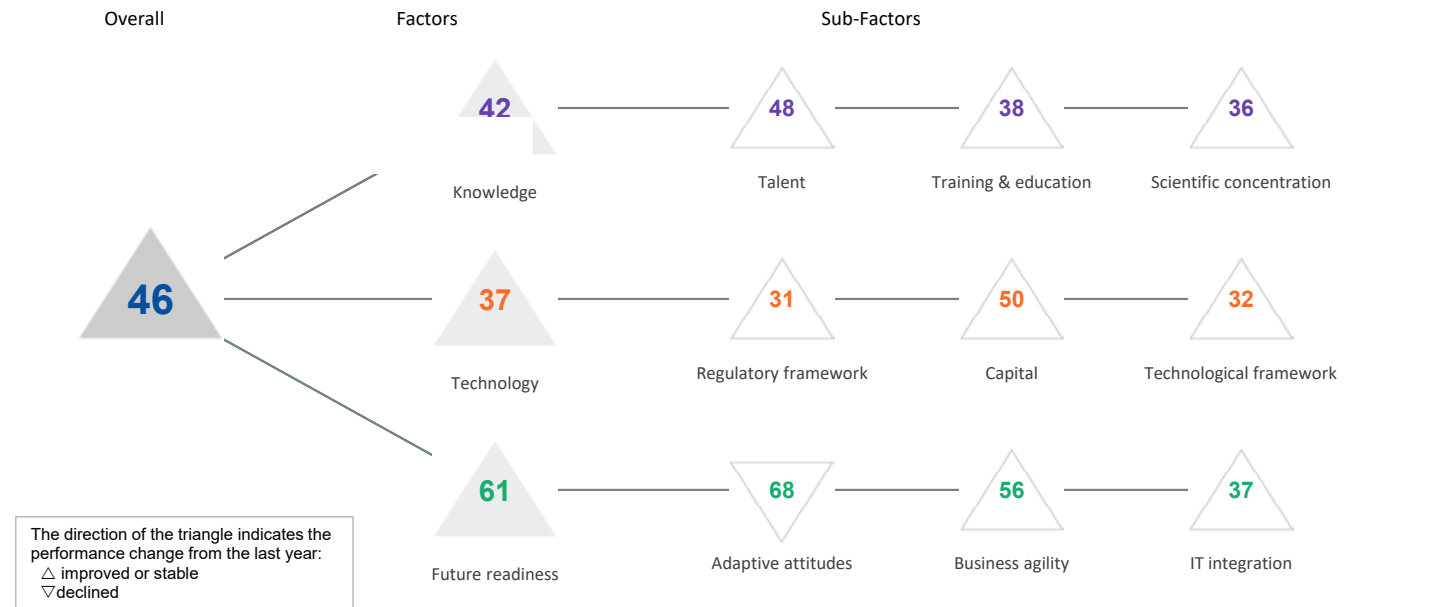 Overall
Factors
Sub-Factors
42
48
38
36
Knowledge
Talent
Training & education
Scientific concentration
46
37
31
50
32
Technology
Regulatory framework
Capital
Technological framework
61
68
56
37
Future readiness
Adaptive attitudes
Business agility
IT integration
The direction of the triangle indicates the
performance change from the last year:
△ improved or stable
▽declined